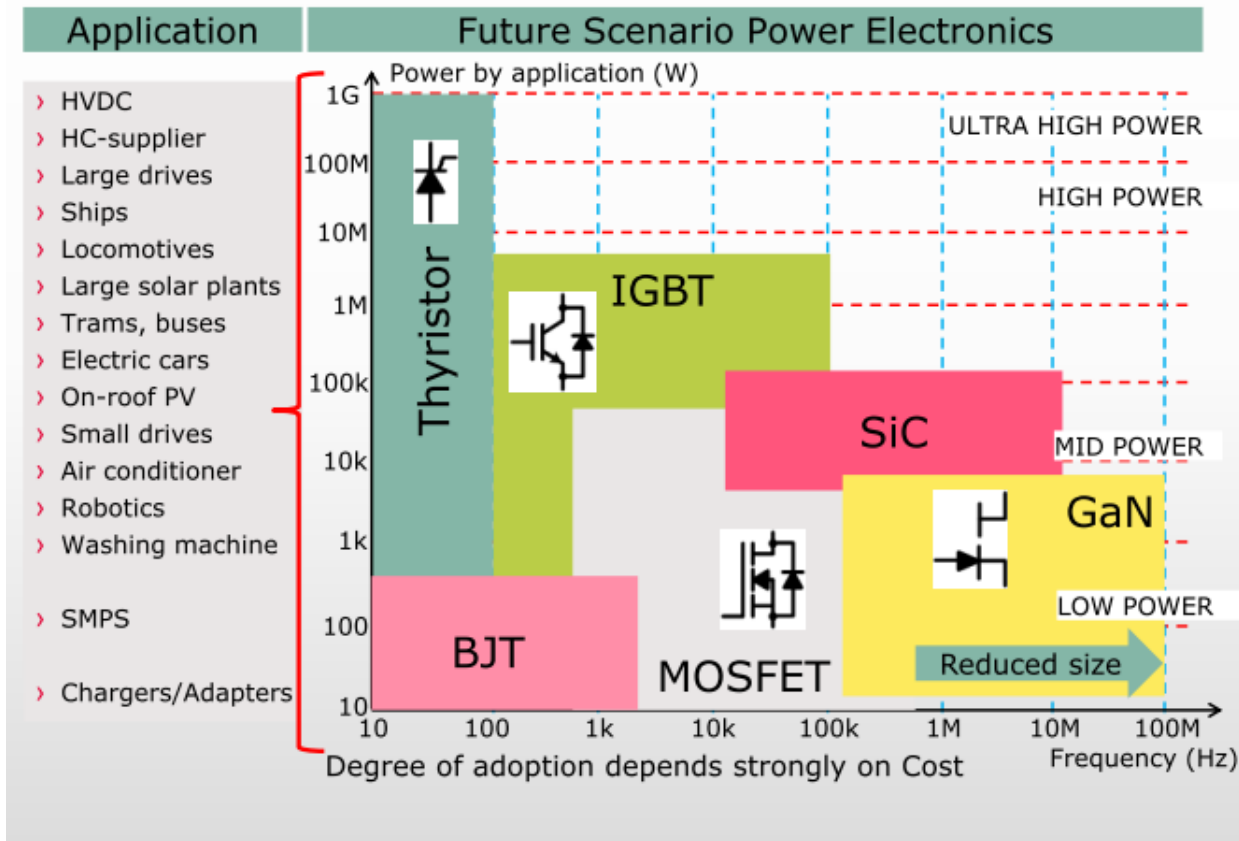 Application
Future Scenario Power Electronics
› HVDC
› HC-supplier
› Large drives
› Ships
› Locomotives
› Large solar plants
› Trams, buses
› Electric cars
› On-roof PV
› Small drives
› Air conditioner
› Robotics
› Washing machine
› SMPS
› Chargers/Adapters
Power by application (W)
1G
100M
10M
1M
100k
10k
1k
100
10
ULTRA HIGH POWER
HIGH POWER
MID POWER
LOW POWER
Thyristor
IGBT
SiC
GaN
BJT
MOSFET
Reduced size
10 100 1k 10k 100k 1M 10M 100M
Frequency (Hz)
Degree of adoption depends strongly on Cost